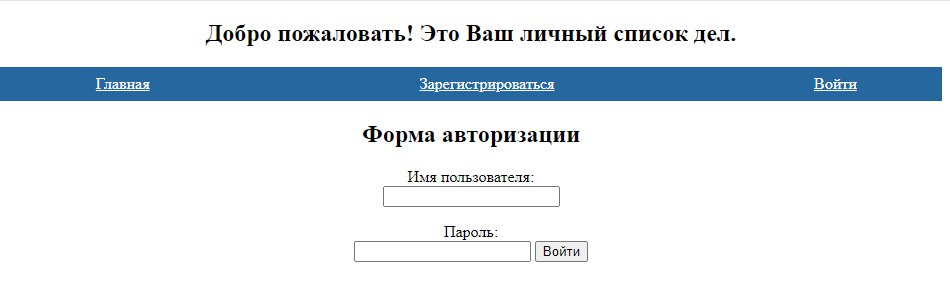 Добро пожаловать! Это Ваш личный список дел.
Главная Зарегистрироваться Войти
Форма авторизации
Имя пользователя:
Пароль:
Войти